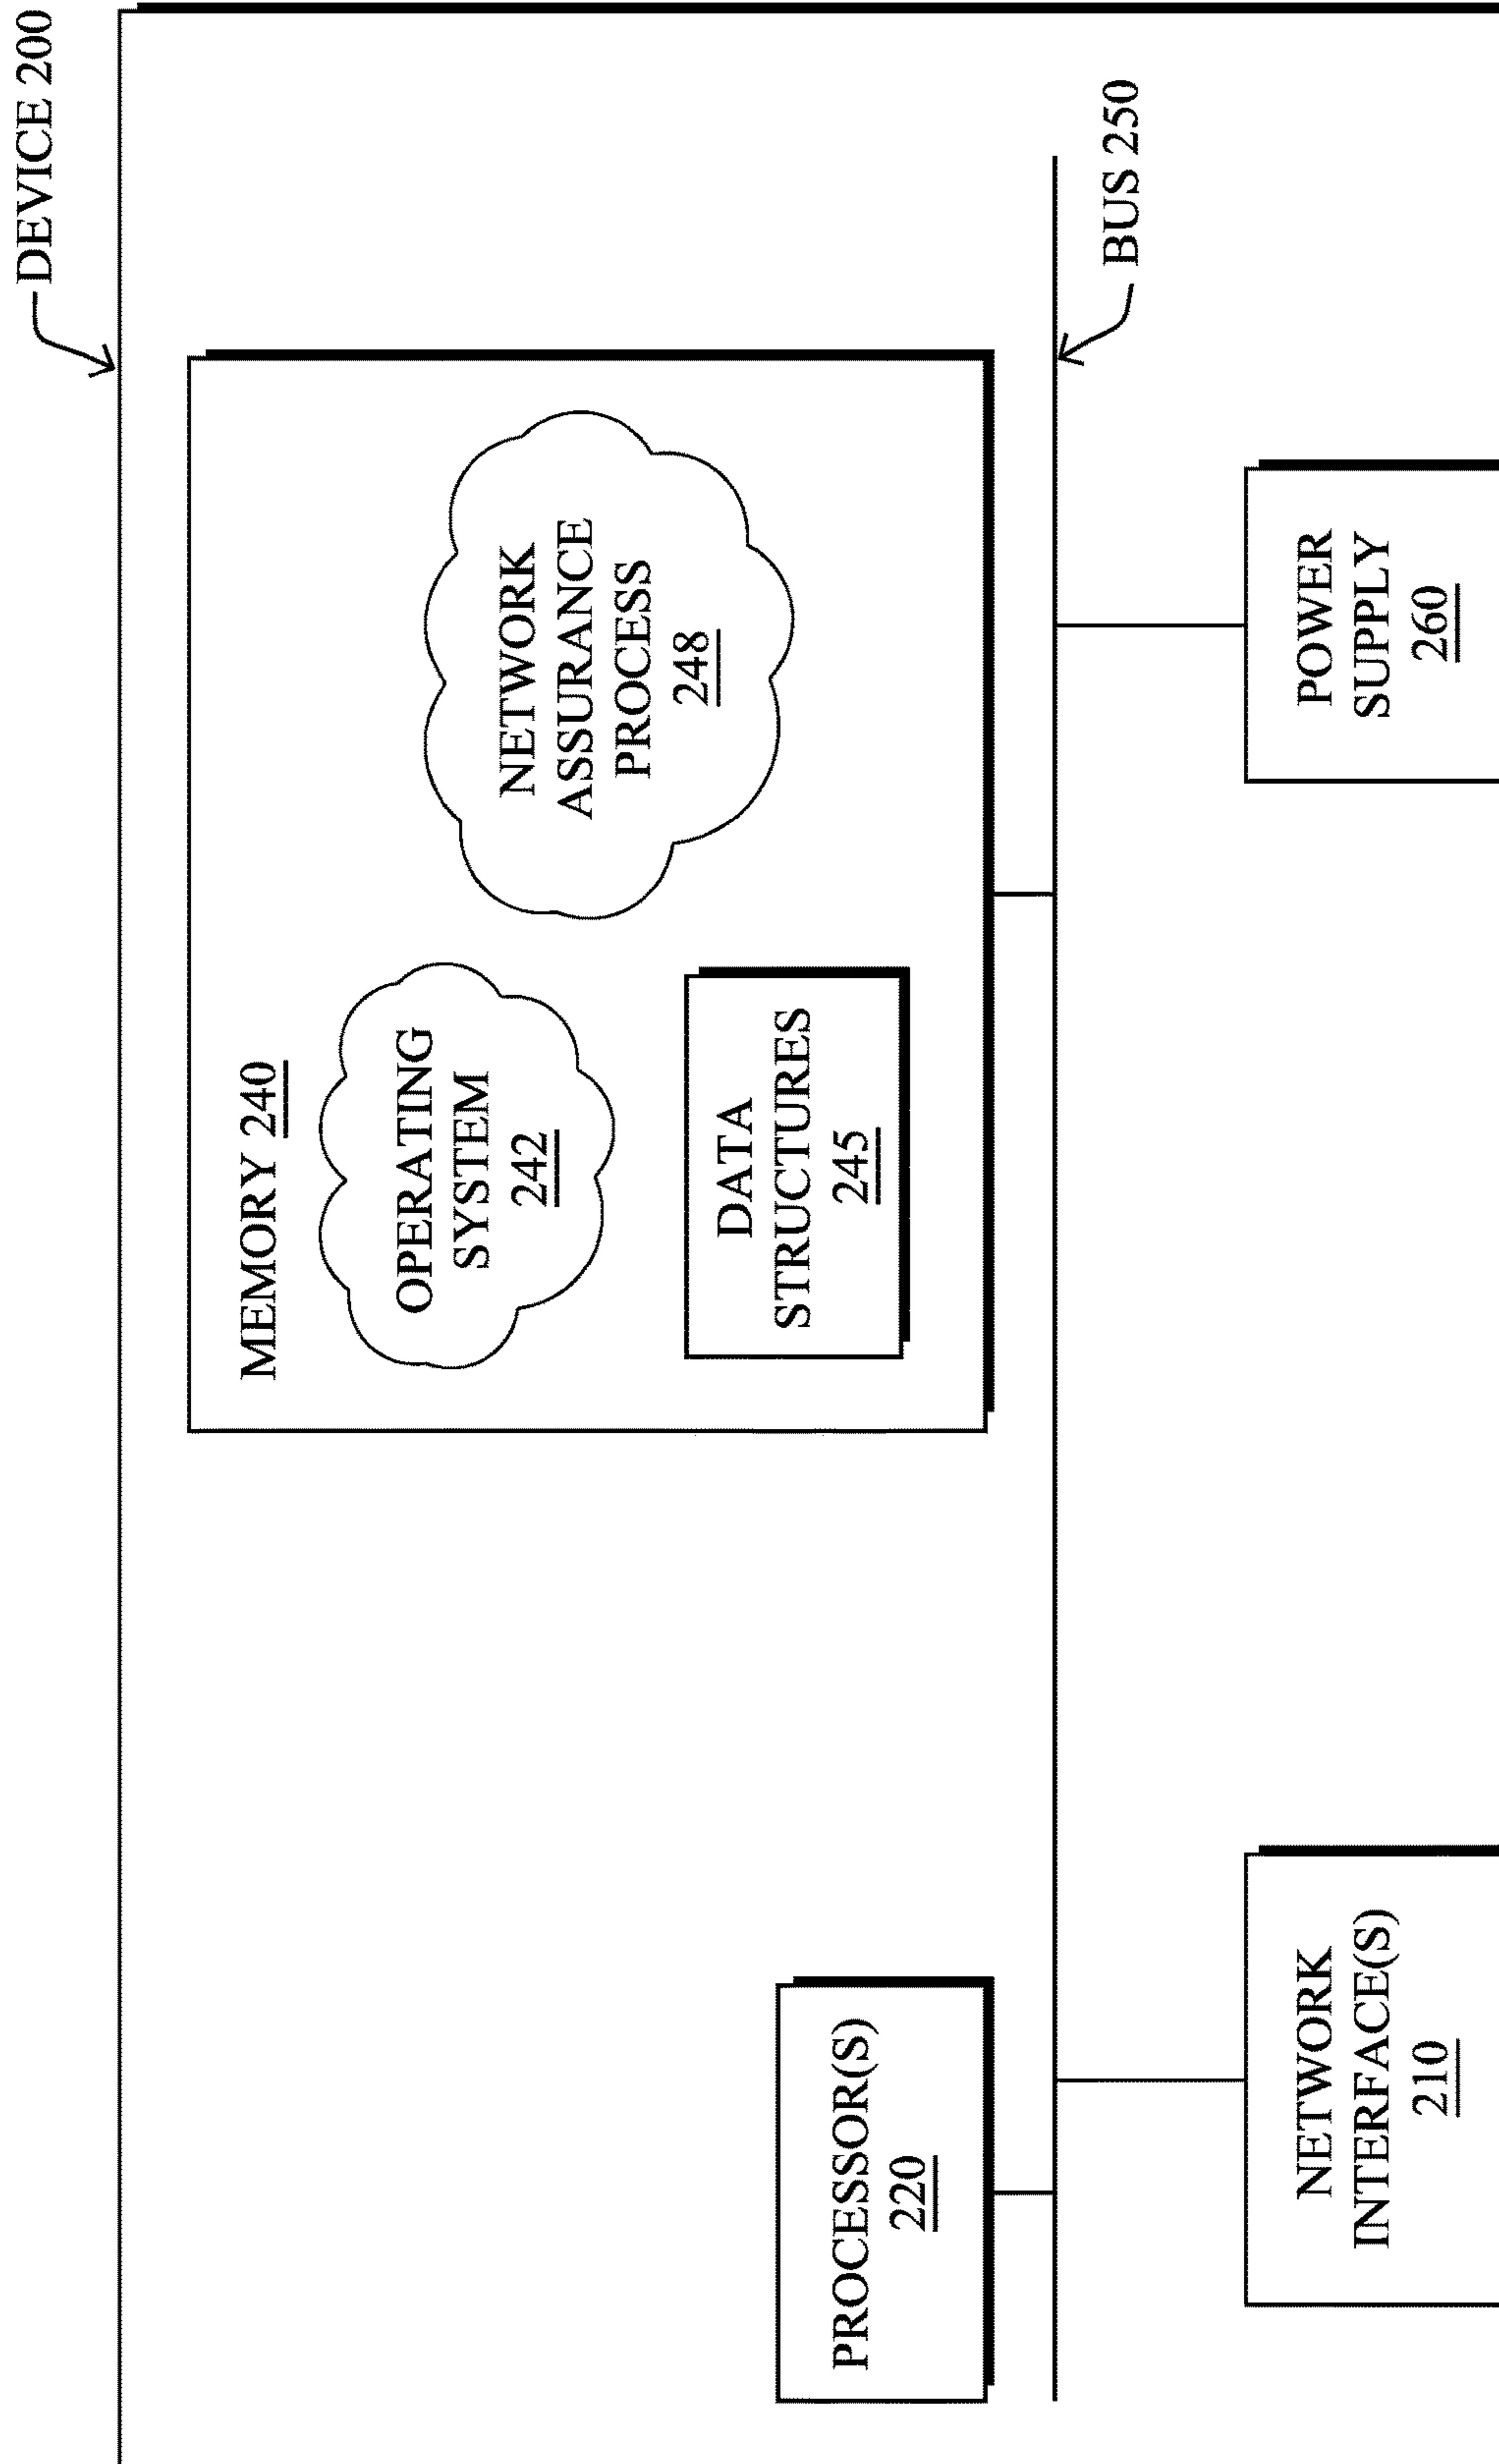 DEVICE 200
MEMORY 240
OPERATING
SYSTEM
242
NETWORK
ASSURANCE
PROCESS
248
DATA
STRUCTURES
245
PROCESSOR(S)
220
BUS 250
NETWORK
INTERFACE(S)
210
POWER
SUPPLY
260